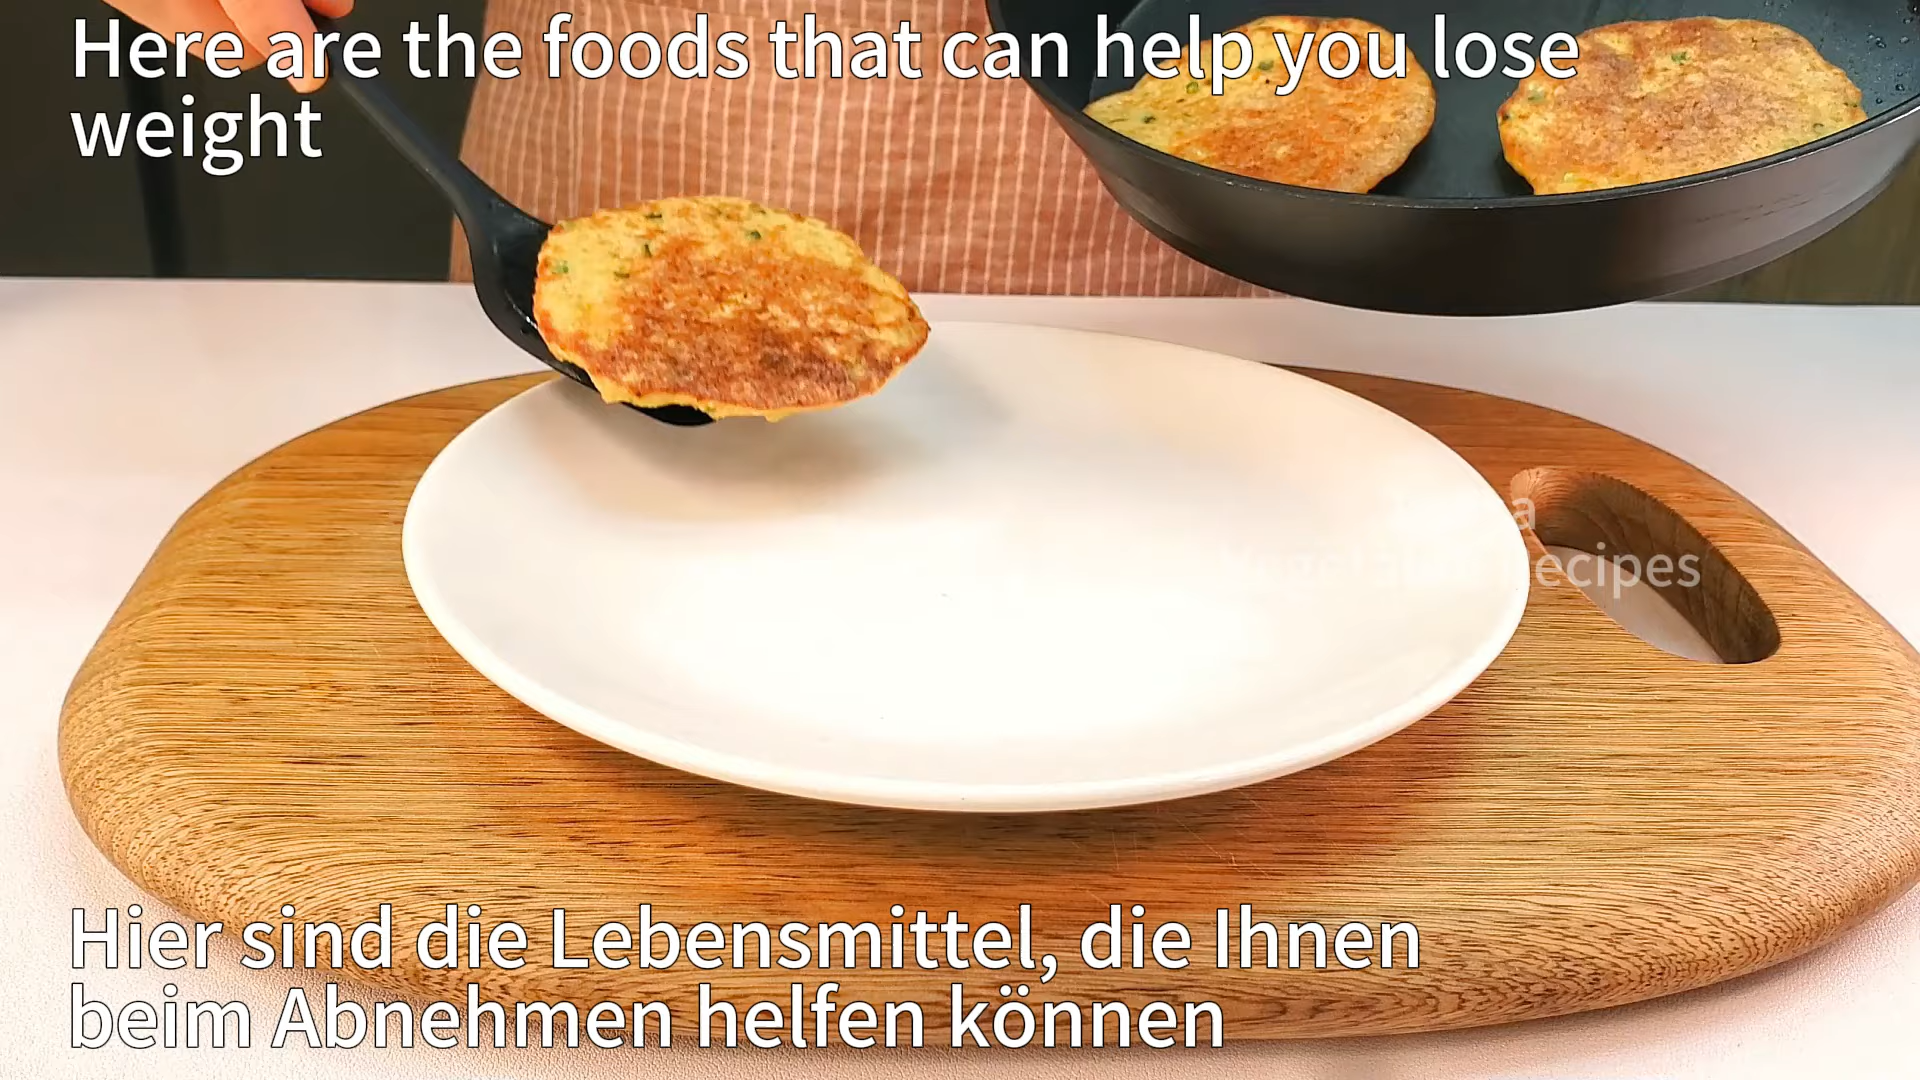 Here are the foods that can help you lose
weight
Recipes
Hier sind die Lebensmittel, die Ihnen
beim Abnehmen helfen können